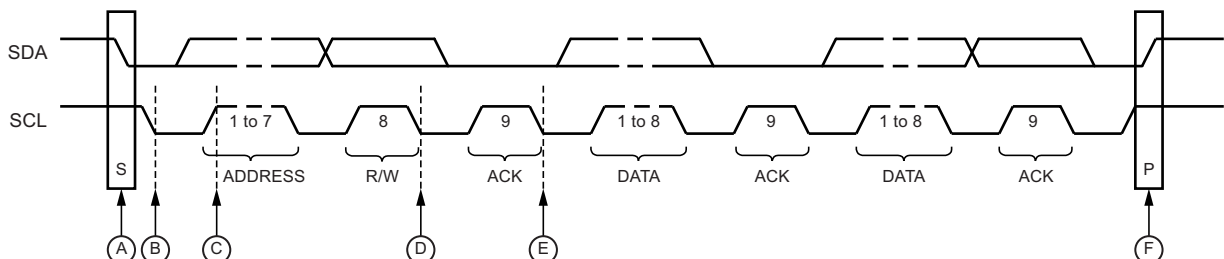 SDA
SCL
1 to 7 8 9 1 to 8 9 1 to 8 9
S ADDRESS R/W ACK DATA ACK DATA ACK P
A B C D E F